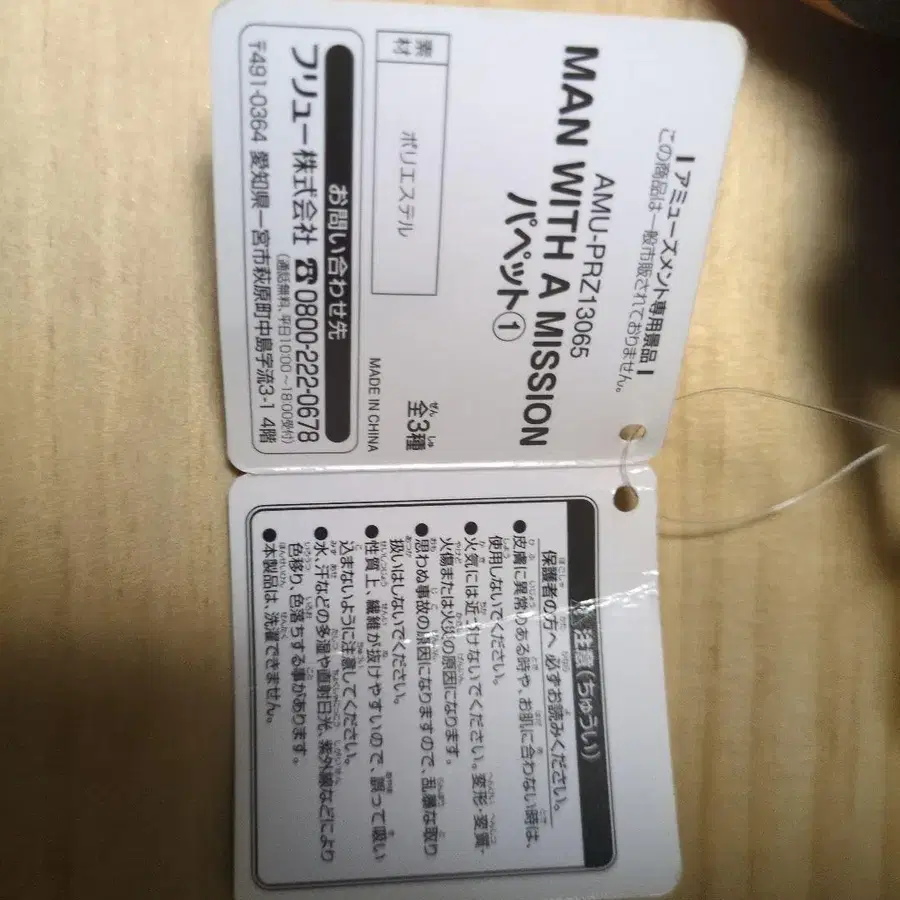 アミューズメント専用景品
この商品は一般市販されておりません。
AMU-PRZ13065
MAN WITH A MISSION
パペット①
全3種
ぜん しゅ
素材
ポリエステル
MADE IN CHINA
お問い合わせ先
フリュー株式会社 ☎0800-222-0678
(通話無料、平日10:00~18:00受付)
〒491-0364 愛知県一宮市萩原町中島字流3-1 4階
注意(ちゅうい)
保護者の方へ 必ずお読みください。
●皮膚に異常のある時や、お肌に合わない時は、
使用しないでください。
●火気には近づけないでください。変形・変質・
火傷または火災の原因になります。
●思わぬ事故の原因になりますので、乱暴な取り
扱いはしないでください。
●性質上、繊維が抜けやすいので、誤って吸い
込まないように注意してください。
●水、汗などの多湿や直射日光、紫外線などにより
色移り、色落ちする事があります。
●本製品は、洗濯できません。